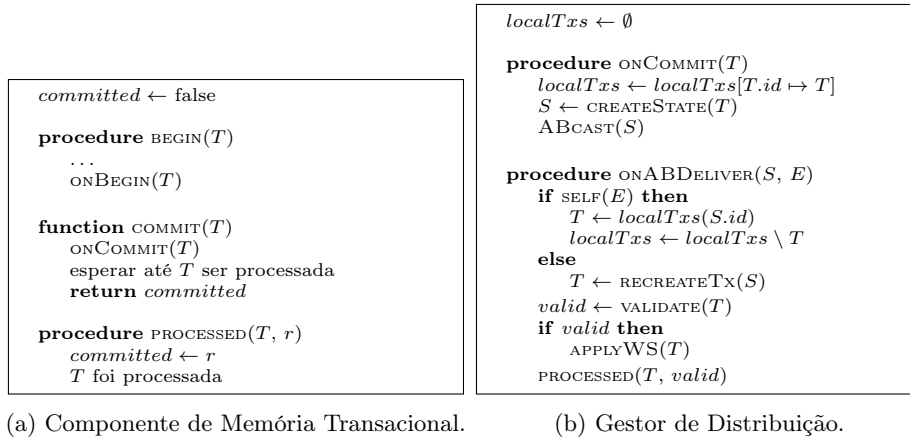 committed ← false
procedure BEGIN(T)
...
ONBEGIN(T)
function COMMIT(T)
ONCOMMIT(T)
esperar até T ser processada
return committed
procedure PROCESSED(T, r)
committed ← r
T foi processada
(a) Componente de Memória Transacional.
localTxs ← ∅
procedure ONCOMMIT(T)
localTxs ← localTxs[T.id ↦ T]
S ← CREATESTATE(T)
ABCAST(S)
procedure ONABDELIVER(S, E)
if SELF(E) then
T ← localTxs(S.id)
localTxs ← localTxs \ T
else
T ← RECREATETX(S)
valid ← VALIDATE(T)
if valid then
APPLYWS(T)
PROCESSED(T, valid)
(b) Gestor de Distribuição.